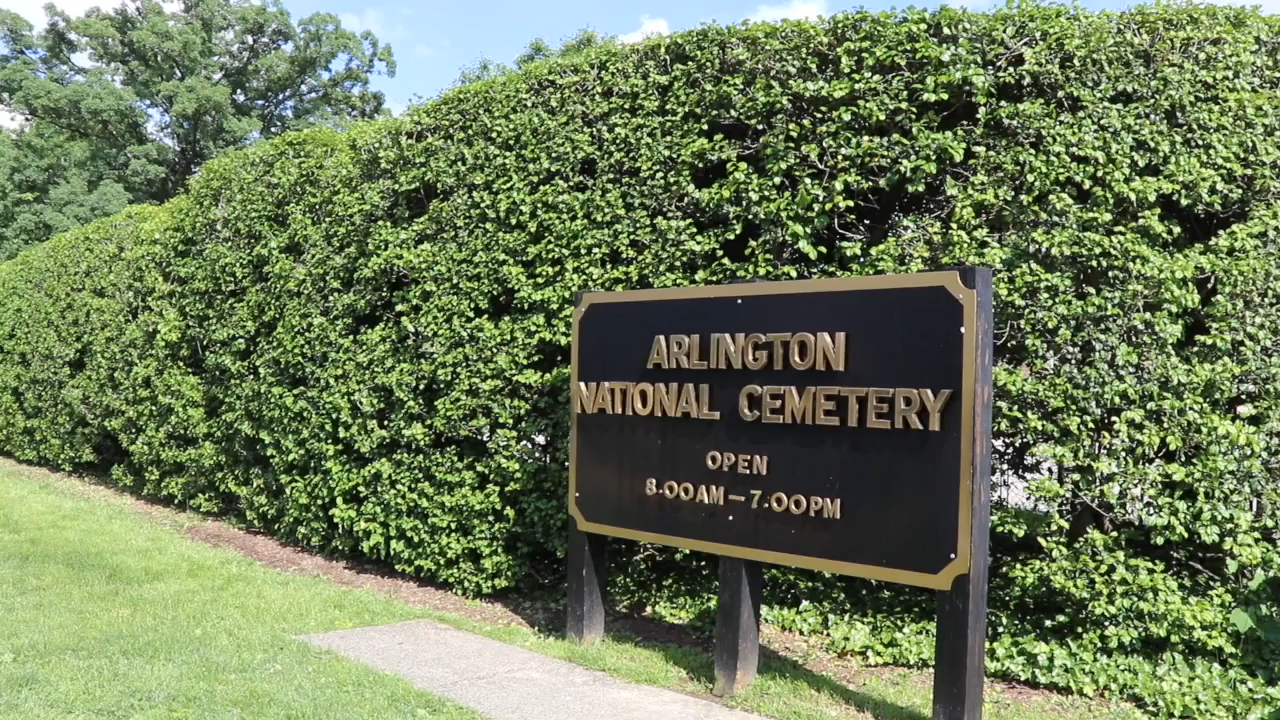 ARLINGTON
NATIONAL CEMETERY
OPEN
8.00AM-7.00PM